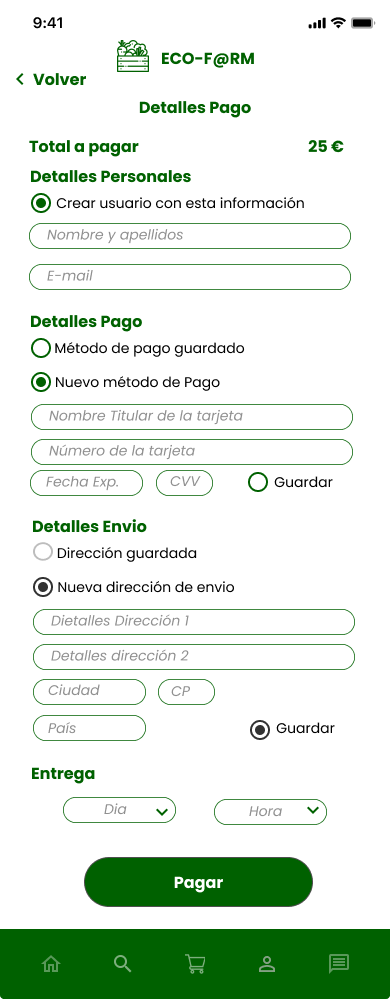 9:41
ECO-F@RM
Volver
Detalles Pago
Total a pagar 25 €
Detalles Personales
Crear usuario con esta información
Nombre y apellidos
E-mail
Detalles Pago
Método de pago guardado
Nuevo método de Pago
Nombre Titular de la tarjeta
Número de la tarjeta
Fecha Exp. CVV Guardar
Detalles Envio
Dirección guardada
Nueva dirección de envio
Dietalles Dirección 1
Detalles dirección 2
Ciudad CP
País Guardar
Entrega
Dia Hora
Pagar